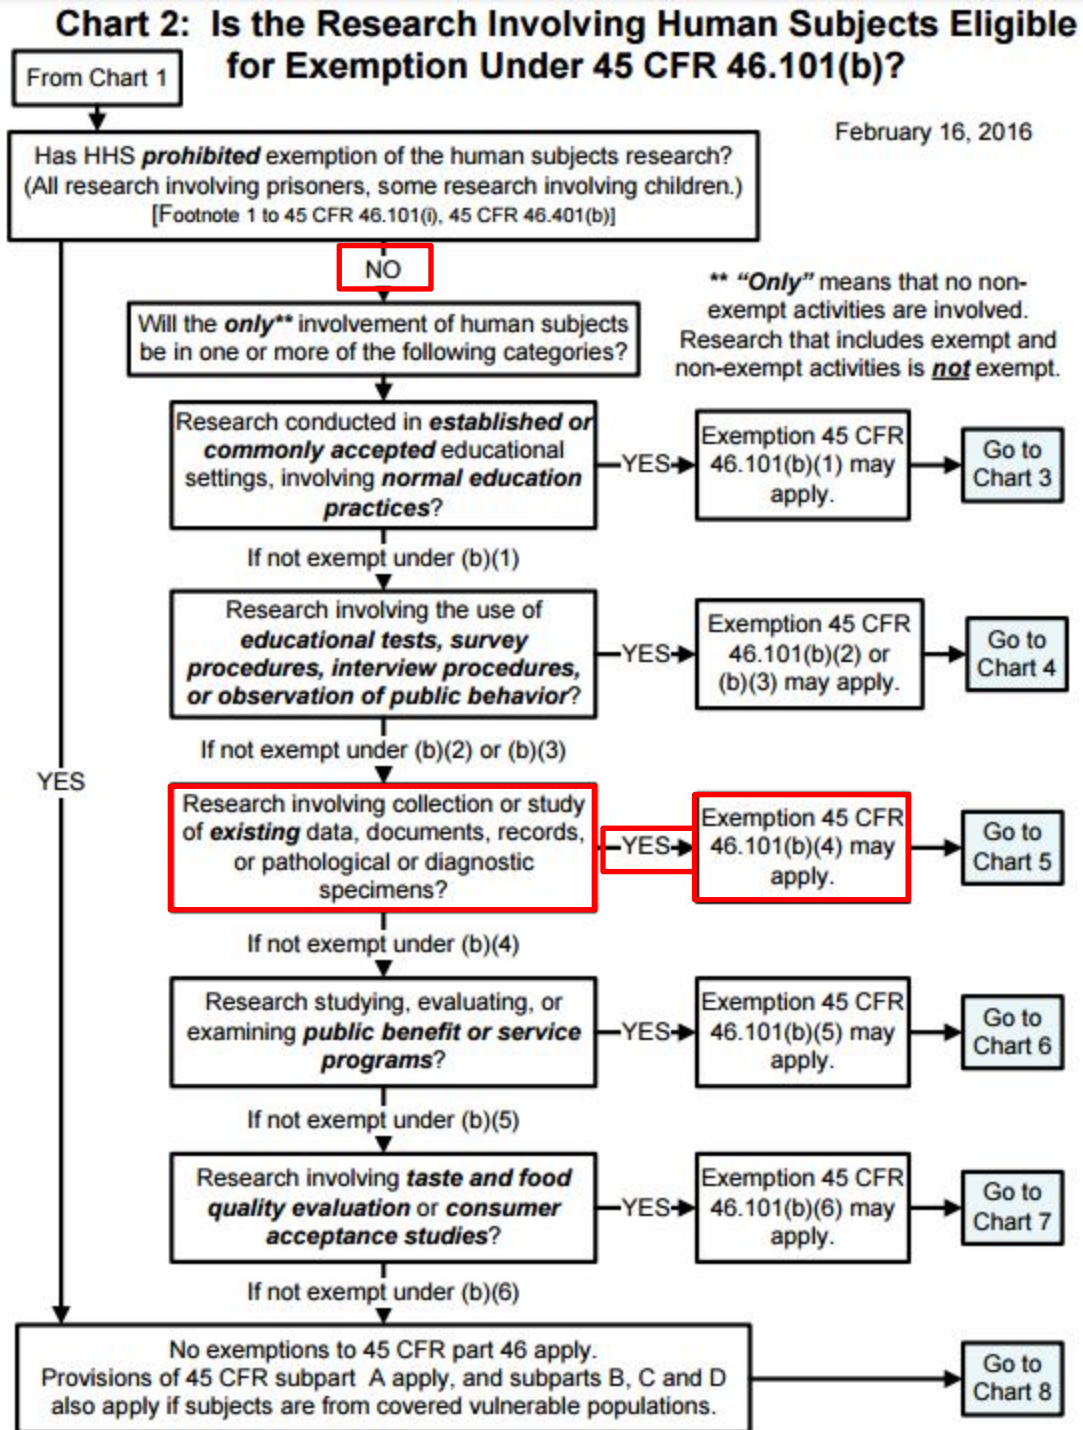 Chart 2: Is the Research Involving Human Subjects Eligible
for Exemption Under 45 CFR 46.101(b)?
From Chart 1
February 16, 2016
Has HHS prohibited exemption of the human subjects research?
(All research involving prisoners, some research involving children.)
[Footnote 1 to 45 CFR 46.101(i), 45 CFR 46.401(b)]
NO
** “Only” means that no non-
exempt activities are involved.
Research that includes exempt and
non-exempt activities is not exempt.
Will the only** involvement of human subjects
be in one or more of the following categories?
Research conducted in established or
commonly accepted educational
settings, involving normal education
practices?
YES
Exemption 45 CFR
46.101(b)(1) may
apply.
Go to
Chart 3
If not exempt under (b)(1)
Research involving the use of
educational tests, survey
procedures, interview procedures,
or observation of public behavior?
YES
Exemption 45 CFR
46.101(b)(2) or
(b)(3) may apply.
Go to
Chart 4
If not exempt under (b)(2) or (b)(3)
YES
Research involving collection or study
of existing data, documents, records,
or pathological or diagnostic
specimens?
YES
Exemption 45 CFR
46.101(b)(4) may
apply.
Go to
Chart 5
If not exempt under (b)(4)
Research studying, evaluating, or
examining public benefit or service
programs?
YES
Exemption 45 CFR
46.101(b)(5) may
apply.
Go to
Chart 6
If not exempt under (b)(5)
Research involving taste and food
quality evaluation or consumer
acceptance studies?
YES
Exemption 45 CFR
46.101(b)(6) may
apply.
Go to
Chart 7
If not exempt under (b)(6)
No exemptions to 45 CFR part 46 apply.
Provisions of 45 CFR subpart A apply, and subparts B, C and D
also apply if subjects are from covered vulnerable populations.
Go to
Chart 8